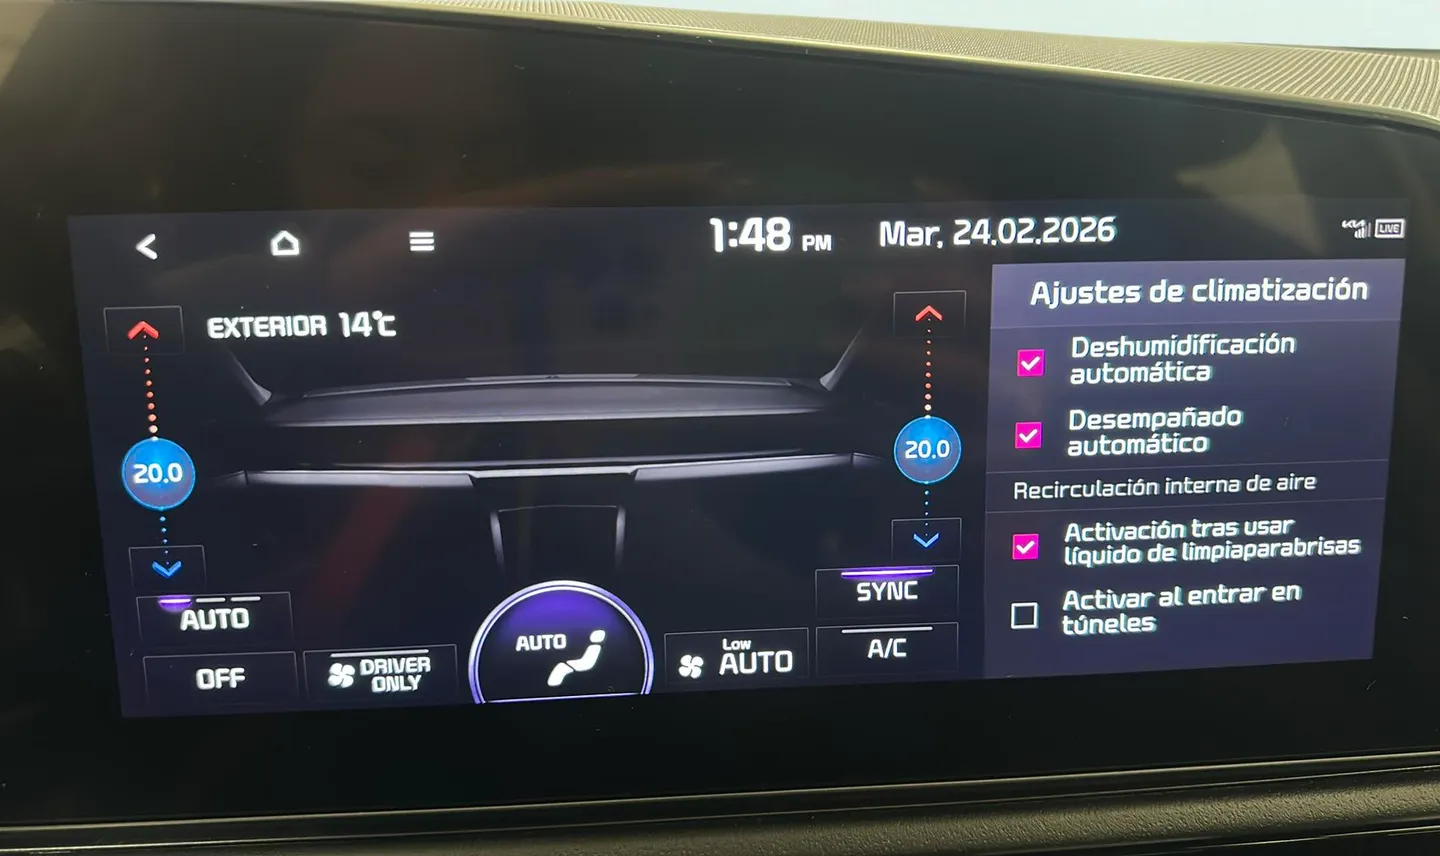 1:48 PM
Mar, 24.02.2026
KIA
LIVE
EXTERIOR 14℃
20.0
20.0
AUTO
OFF
DRIVER
ONLY
AUTO
Low
AUTO
SYNC
A/C
Ajustes de climatización
Deshumidificación
automática
Desempañado
automático
Recirculación interna de aire
Activación tras usar
líquido de limpiaparabrisas
Activar al entrar en
túneles